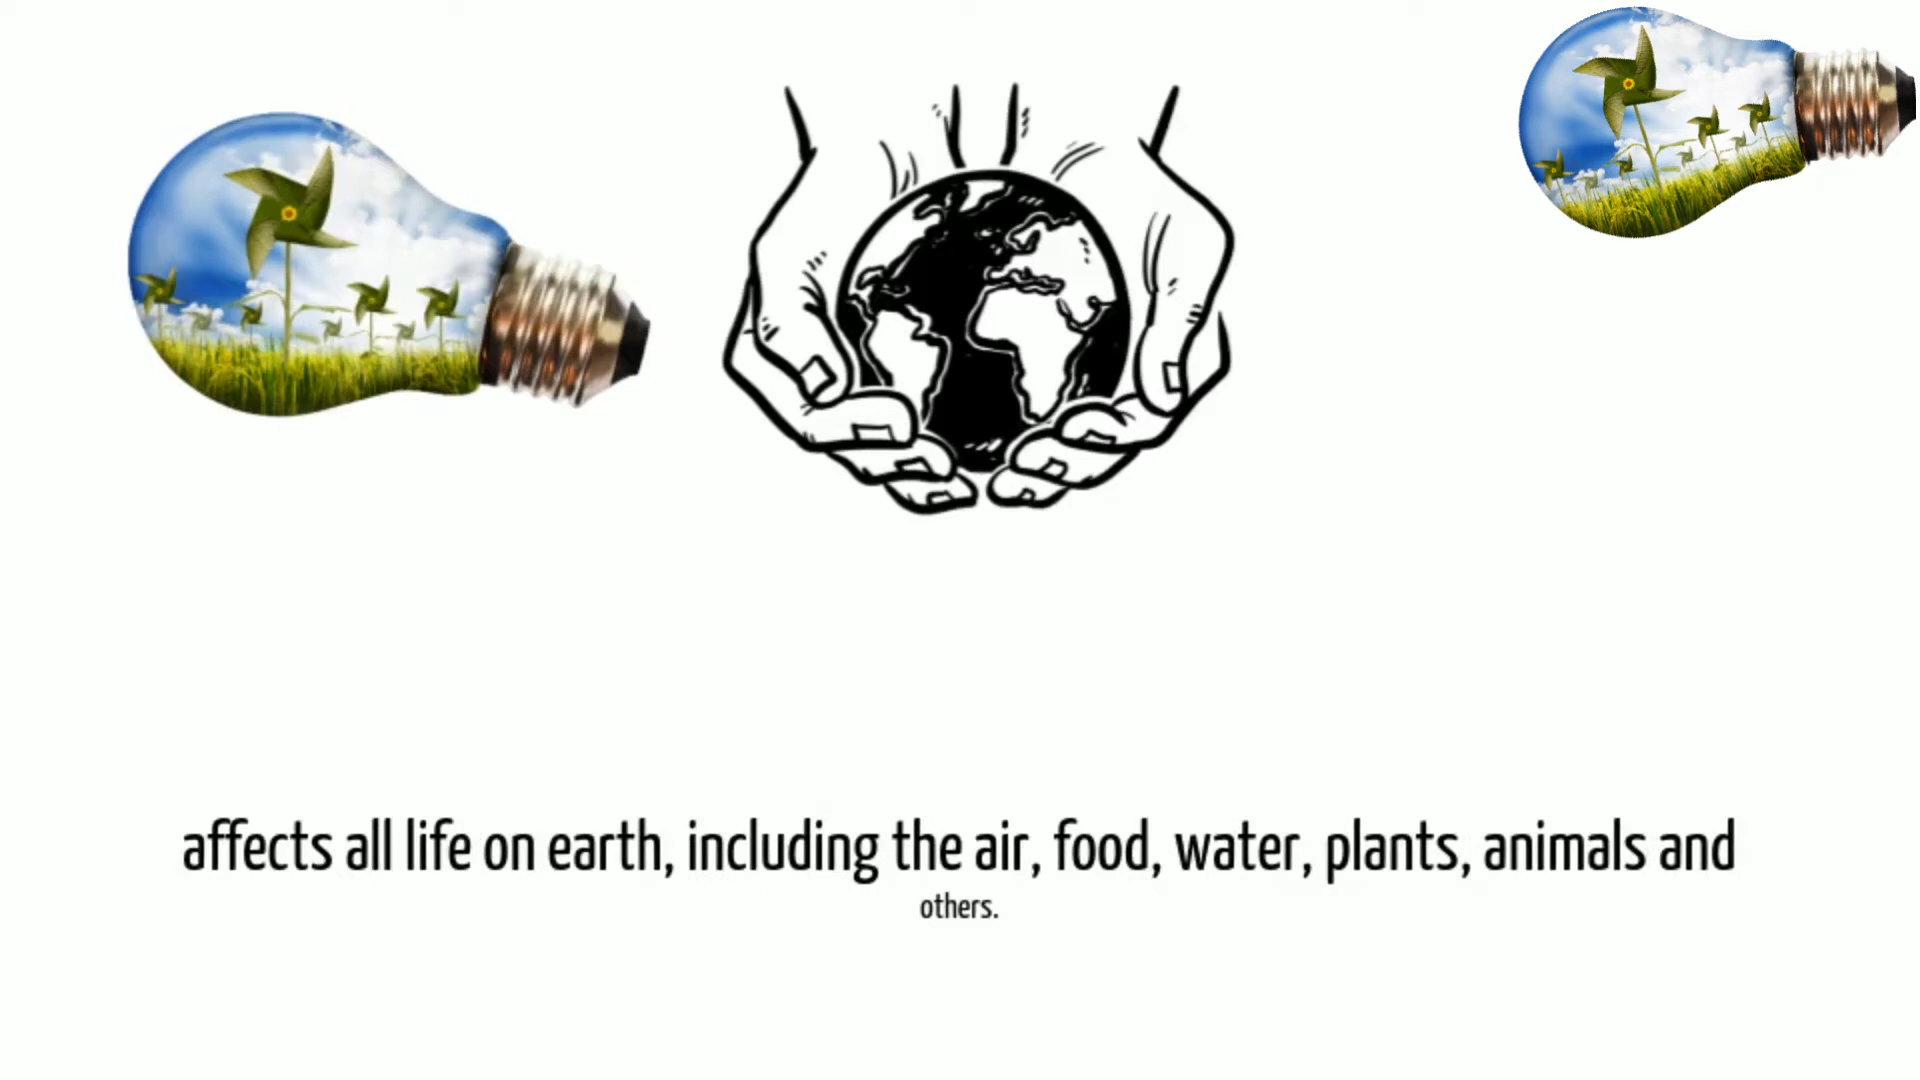 affects all life on earth, including the air, food, water, plants, animals and
others.